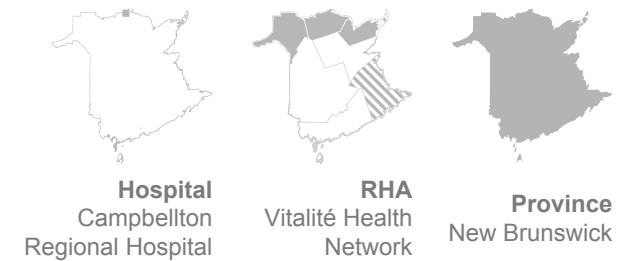 Hospital
Campbellton
Regional Hospital
RHA
Vitalité Health
Network
Province
New Brunswick